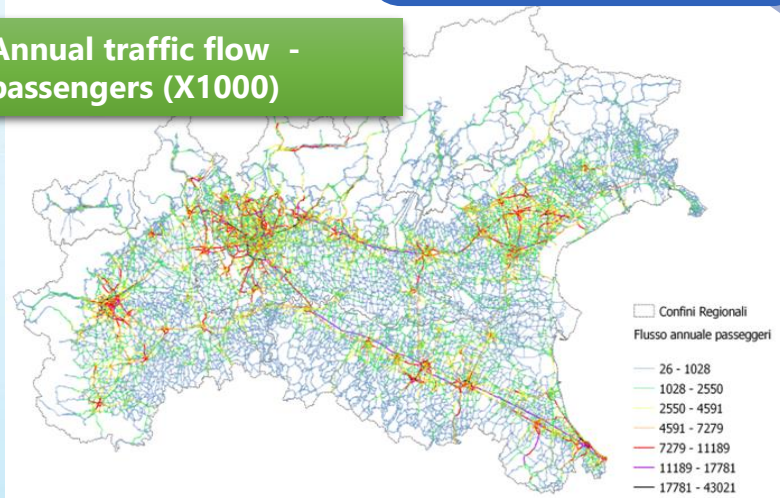 Annual traffic flow -
passengers (X1000)
Confini Regionali
Flusso annuale passeggeri
26 - 1028
1028 - 2550
2550 - 4591
4591 - 7279
7279 - 11189
11189 - 17781
17781 - 43021